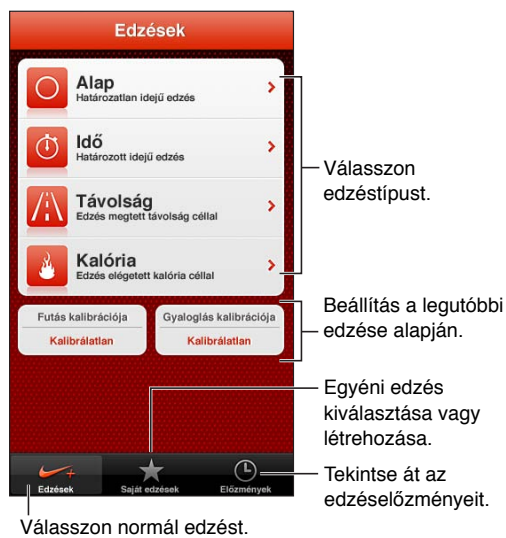 Edzések
Alap
Határozatlan idejű edzés
Idő
Határozott idejű edzés
Távolság
Edzés megtett távolság céllal
Kalória
Edzés elégetett kalória céllal
Futás kalibrációja
Kalibrálatlan
Gyaloglás kalibrációja
Kalibrálatlan
Edzések
Saját edzések
Előzmények
Válasszon
edzéstípust.
Beállítás a legutóbbi
edzése alapján.
Egyéni edzés
kiválasztása vagy
létrehozása.
Tekintse át az
edzéselőzményeit.
Válasszon normál edzést.